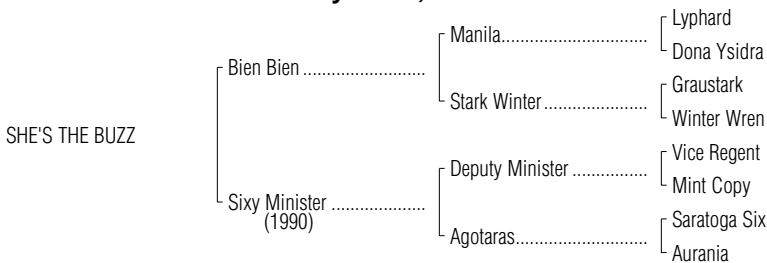 Lyphard
Manila
Dona Ysidra
Bien Bien
Graustark
Stark Winter
Winter Wren
SHE'S THE BUZZ
Vice Regent
Deputy Minister
Mint Copy
Sixy Minister
(1990)
Saratoga Six
Agotaras
Aurania